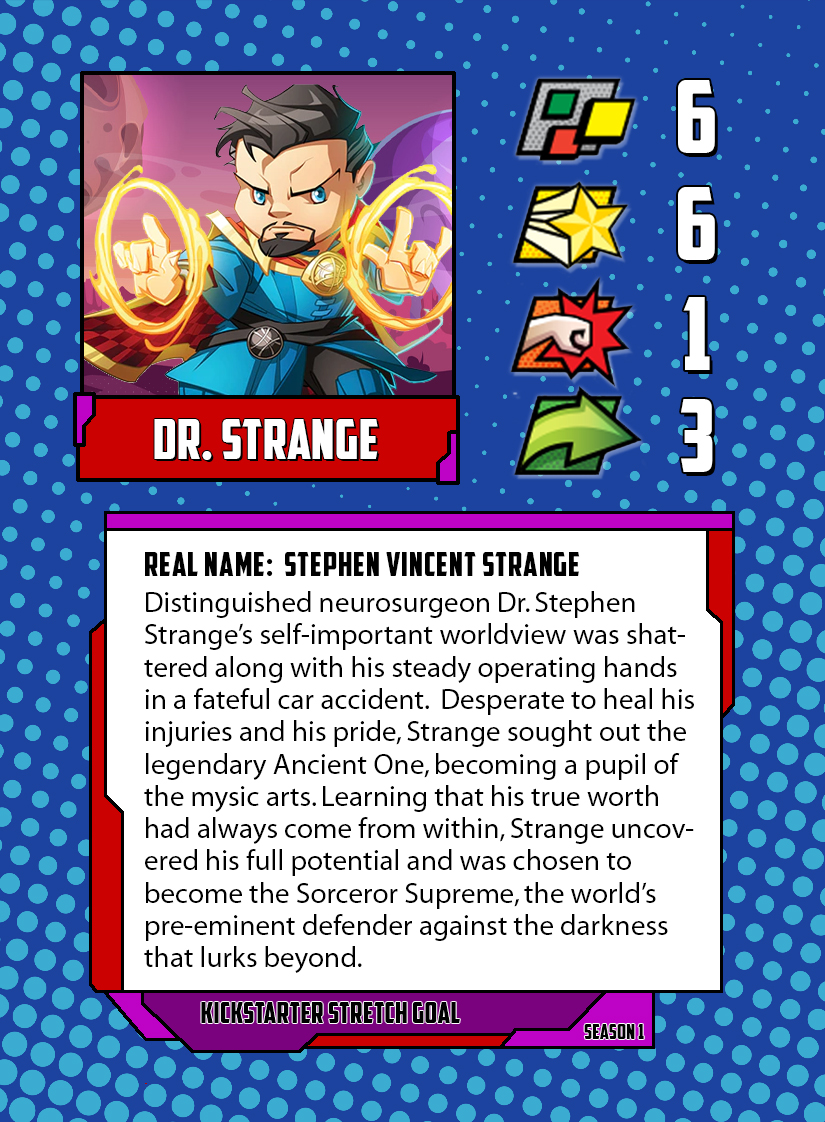 6
6
1
3
DR. STRANGE
REAL NAME: STEPHEN VINCENT STRANGE
Distinguished neurosurgeon Dr. Stephen
Strange's self-important worldview was shat-
tered along with his steady operating hands
in a fateful car accident. Desperate to heal his
injuries and his pride, Strange sought out the
legendary Ancient One, becoming a pupil of
the mysic arts. Learning that his true worth
had always come from within, Strange uncov-
ered his full potential and was chosen to
become the Sorceror Supreme, the world's
pre-eminent defender against the darkness
that lurks beyond.
KICKSTARTER STRETCH GOAL
SEASON 1